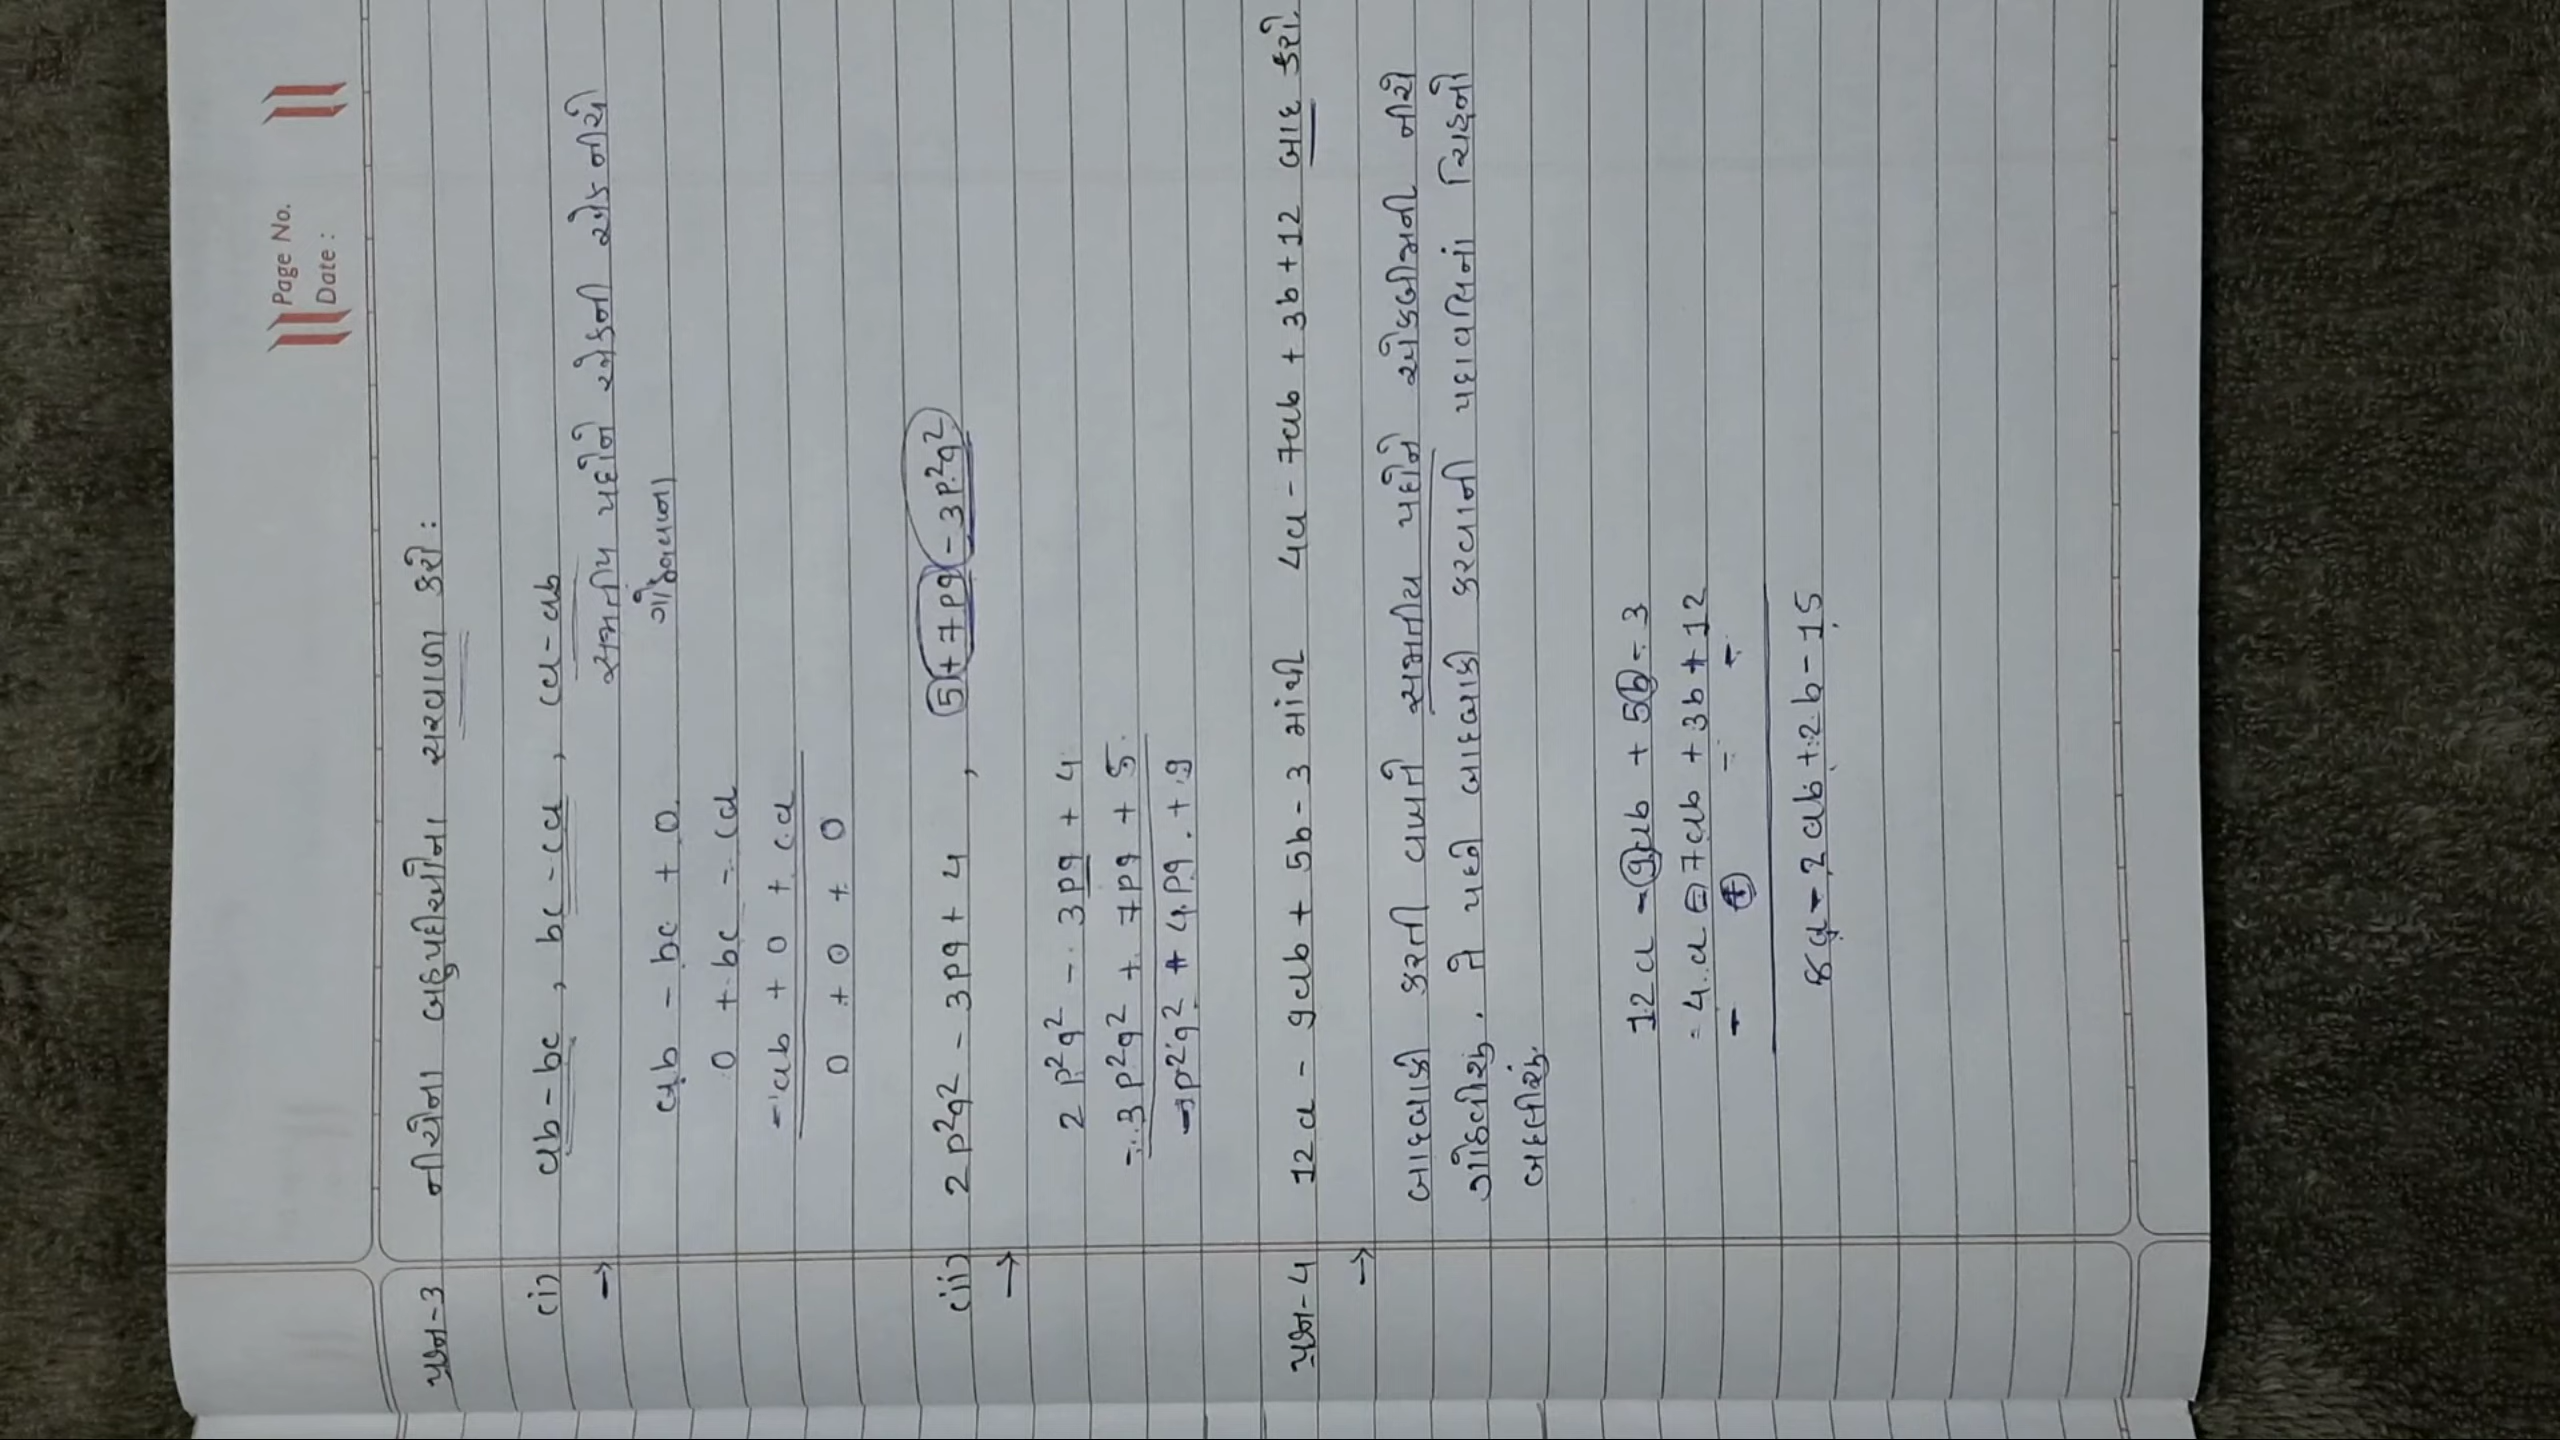 Page No.
Date :
પ્રશ્ન-3 નીચેના બહુપદીઓના સરવાળા કરો :
(i) ab - bc , bc - ca , ca - ab
→ સજાતીય પદોને એકની એક નીચે
ગોઠવવાના
ab - bc + 0
0 + bc - ca
- ab + 0 + ca
0 + 0 + 0
(ii) 2p²q² - 3pq + 4 , 5 + 7pq - 3p²q²
→ 2p²q² - 3pq + 4
- 3p²q² + 7pq + 5
- p²q² + 4pq + 9
પ્રશ્ન-4 12a - 9ab + 5b - 3 માંથી 4a - 7ab + 3b + 12 બાદ કરો.
→ બાદબાકી કરતી વખતે સજાતીય પદોને એકબીજાની નીચે
ગોઠવીશું. તે પછી બાદબાકી કરવાની પદાવલિનાં ચિહ્નો
બદલીશું.
12a - 9ab + 5b - 3
4a - 7ab + 3b + 12
- + - -
8a - 2ab + 2b - 15